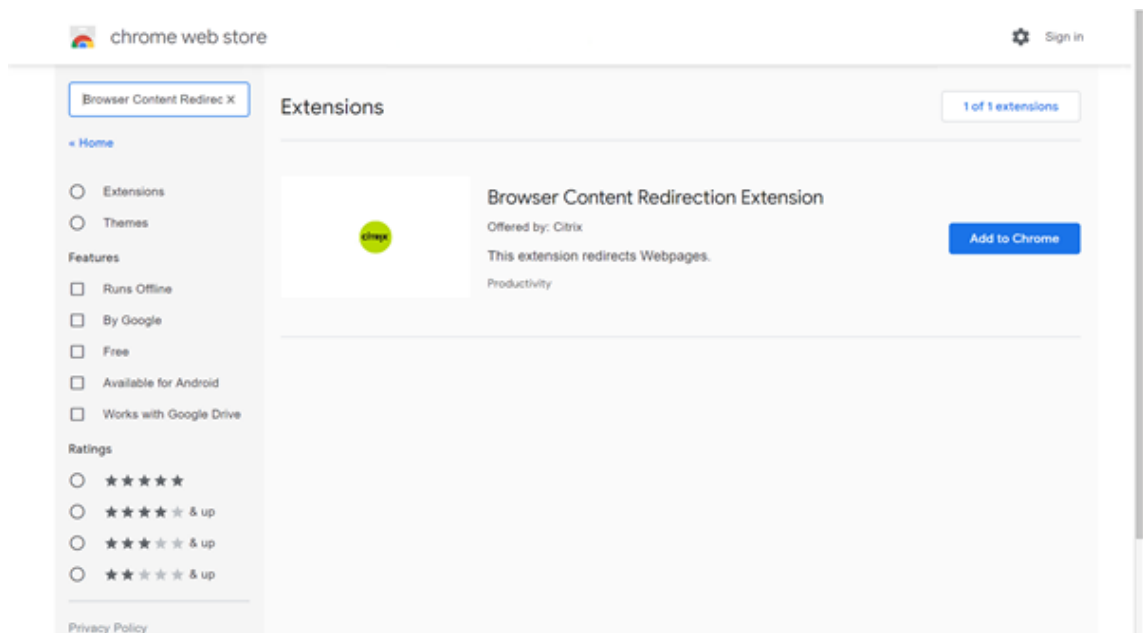 chrome web store
Sign in
Browser Content Redirec X
Extensions
1 of 1 extensions
« Home
Extensions
Themes
Features
Runs Offline
By Google
Free
Available for Android
Works with Google Drive
Ratings
& up
& up
& up
Privacy Policy
citrix
Browser Content Redirection Extension
Offered by: Citrix
This extension redirects Webpages.
Productivity
Add to Chrome